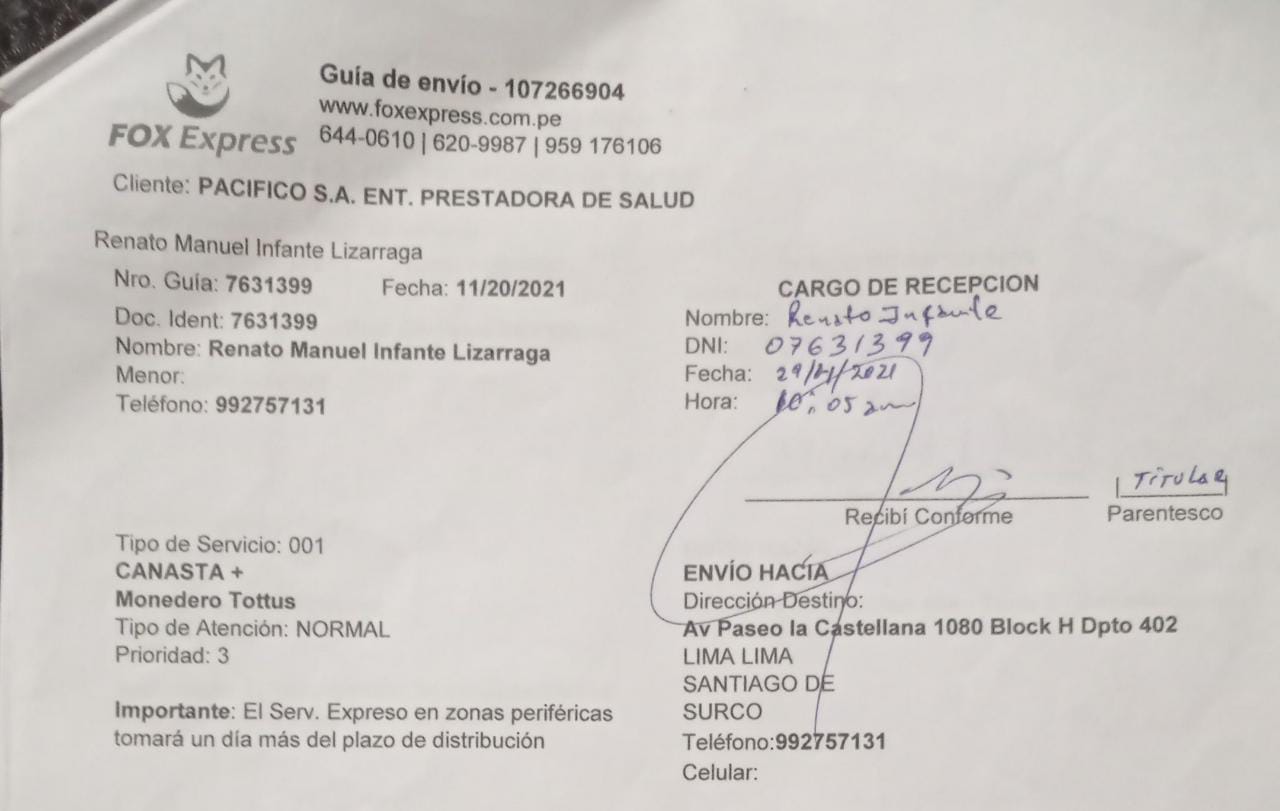 FOX Express
Guía de envío - 107266904
www.foxexpress.com.pe
644-0610 | 620-9987 | 959 176106
Cliente: PACIFICO S.A. ENT. PRESTADORA DE SALUD
Renato Manuel Infante Lizarraga
Nro. Guía: 7631399 Fecha: 11/20/2021
Doc. Ident: 7631399
Nombre: Renato Manuel Infante Lizarraga
Menor:
Teléfono: 992757131
CARGO DE RECEPCION
Nombre: Renato Infante
DNI: 07631399
Fecha: 29/11/2021
Hora: 10:05 am
Recibí Conforme
Titular
Parentesco
Tipo de Servicio: 001
CANASTA +
Monedero Tottus
Tipo de Atención: NORMAL
Prioridad: 3
Importante: El Serv. Expreso en zonas periféricas
tomará un día más del plazo de distribución
ENVÍO HACÍA
Dirección Destino:
Av Paseo la Castellana 1080 Block H Dpto 402
LIMA LIMA
SANTIAGO DE
SURCO
Teléfono:992757131
Celular: